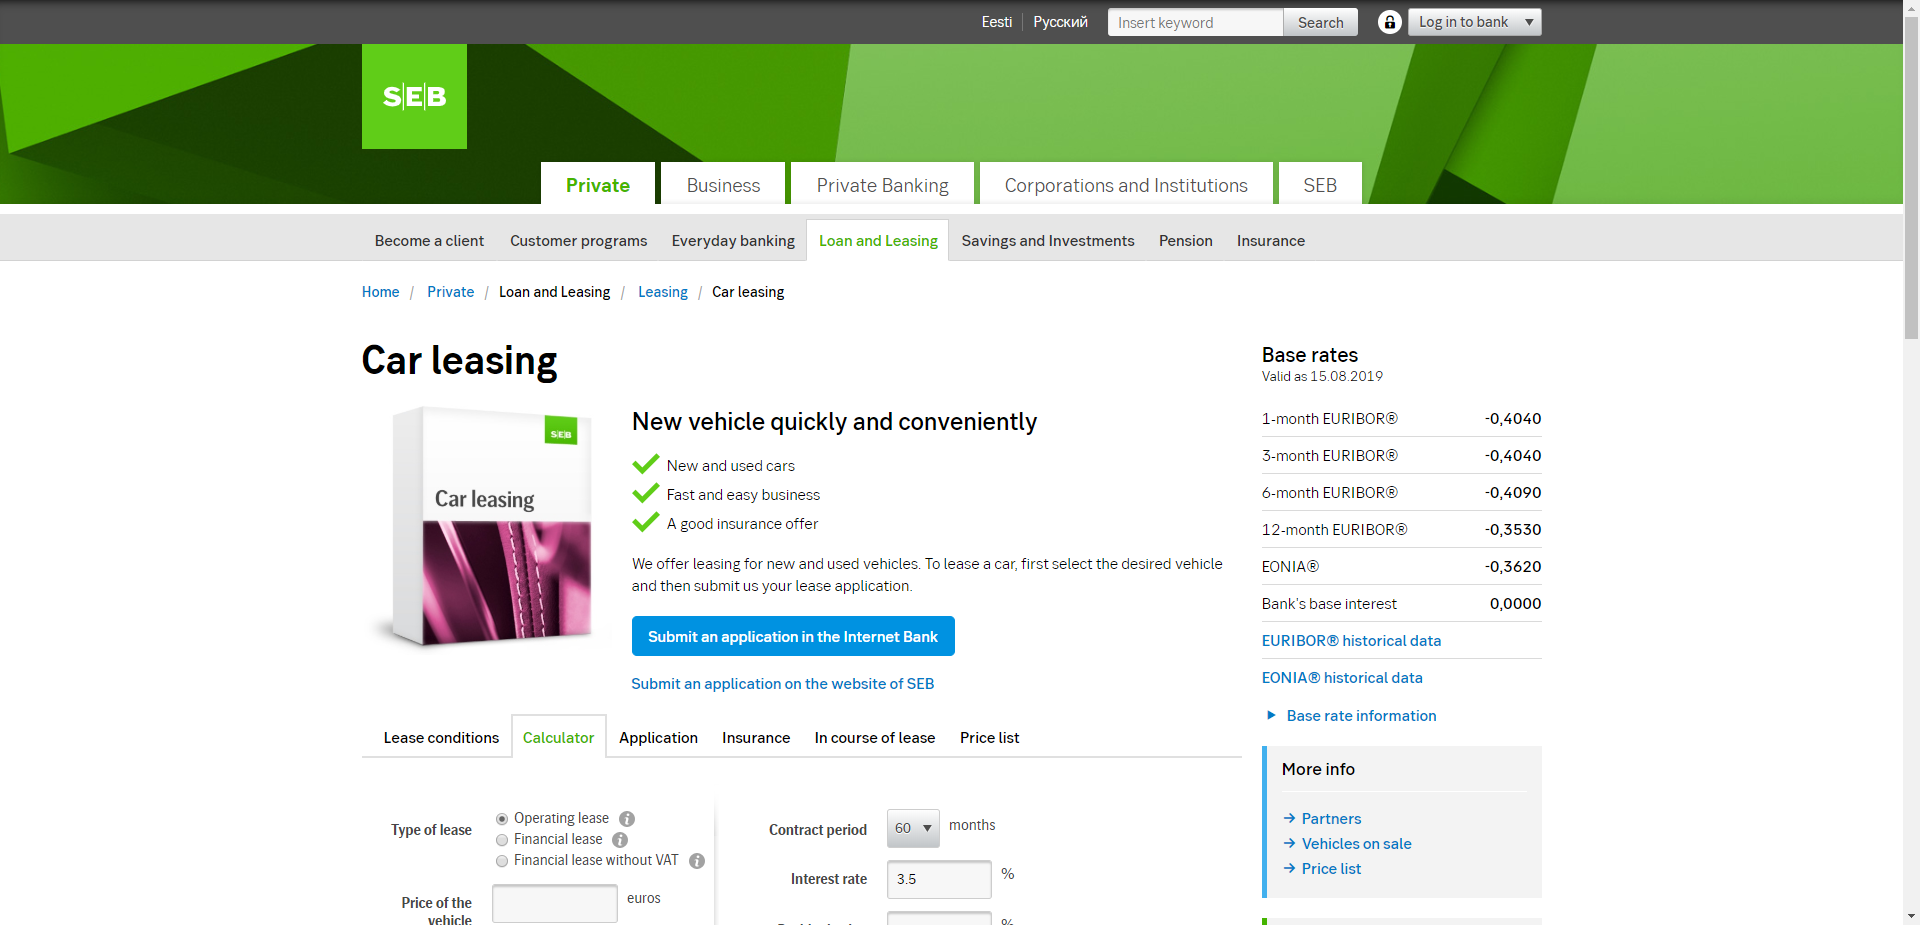 Eesti
Русский
Insert keyword
Search
Log in to bank
S|E|B
Private
Business
Private Banking
Corporations and Institutions
SEB
Become a client
Customer programs
Everyday banking
Loan and Leasing
Savings and Investments
Pension
Insurance
Home / Private / Loan and Leasing / Leasing / Car leasing
Car leasing
S|E|B
Car leasing
New vehicle quickly and conveniently
New and used cars
Fast and easy business
A good insurance offer
We offer leasing for new and used vehicles. To lease a car, first select the desired vehicle
and then submit us your lease application.
Submit an application in the Internet Bank
Submit an application on the website of SEB
Lease conditions
Calculator
Application
Insurance
In course of lease
Price list
Type of lease
Operating lease
Financial lease
Financial lease without VAT
Price of the
vehicle
euros
Contract period
60
months
Interest rate
3.5
%
%
Base rates
Valid as 15.08.2019
1-month EURIBOR® -0,4040
3-month EURIBOR® -0,4040
6-month EURIBOR® -0,4090
12-month EURIBOR® -0,3530
EONIA® -0,3620
Bank's base interest 0,0000
EURIBOR® historical data
EONIA® historical data
Base rate information
More info
Partners
Vehicles on sale
Price list